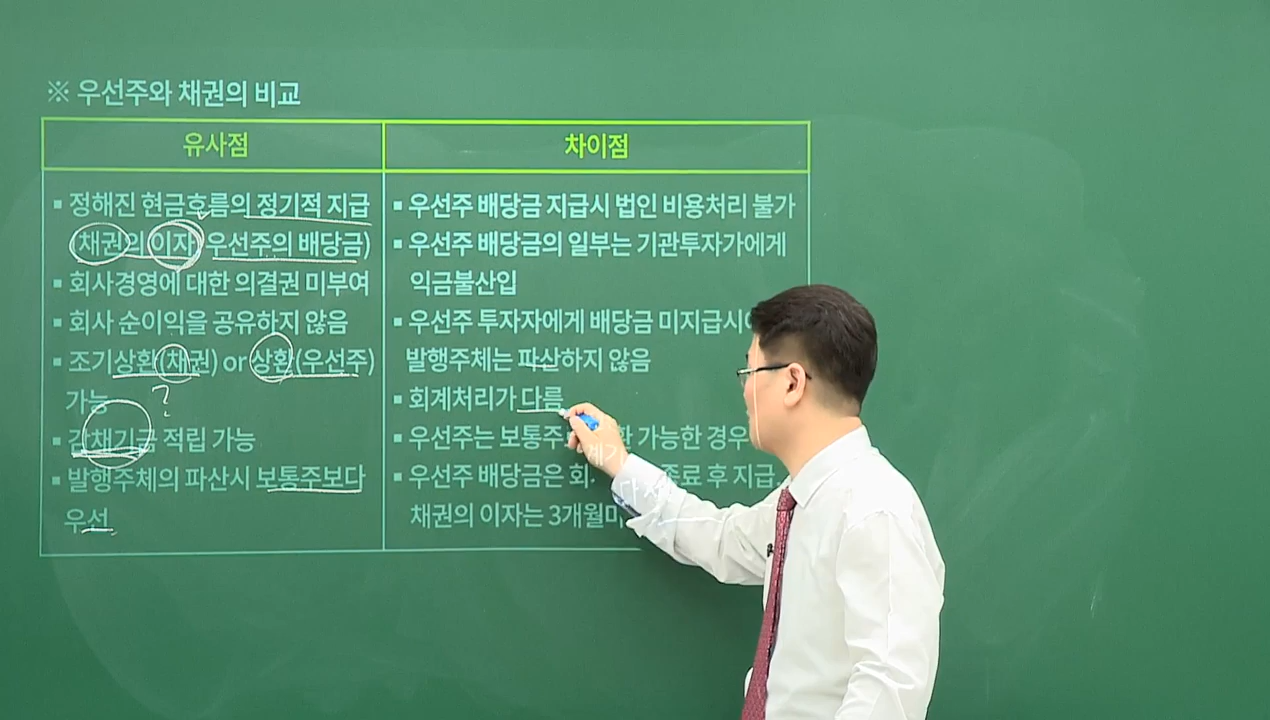 ※ 우선주와 채권의 비교
유사점
차이점
▪ 정해진 현금흐름의 정기적 지급
(채권의 이자, 우선주의 배당금)
▪ 회사경영에 대한 의결권 미부여
▪ 회사 순이익을 공유하지 않음
▪ 조기상환(채권) or 상환(우선주)
가능
?
▪ 감채기금 적립 가능
▪ 발행주체의 파산시 보통주보다
우선
▪ 우선주 배당금 지급시 법인 비용처리 불가
▪ 우선주 배당금의 일부는 기관투자가에게
익금불산입
▪ 우선주 투자자에게 배당금 미지급시
발행주체는 파산하지 않음
▪ 회계처리가 다름
▪ 우선주는 가능한 경우
▪ 우선주 배당금은 종료 후 지급
채권의 이자는 3개월